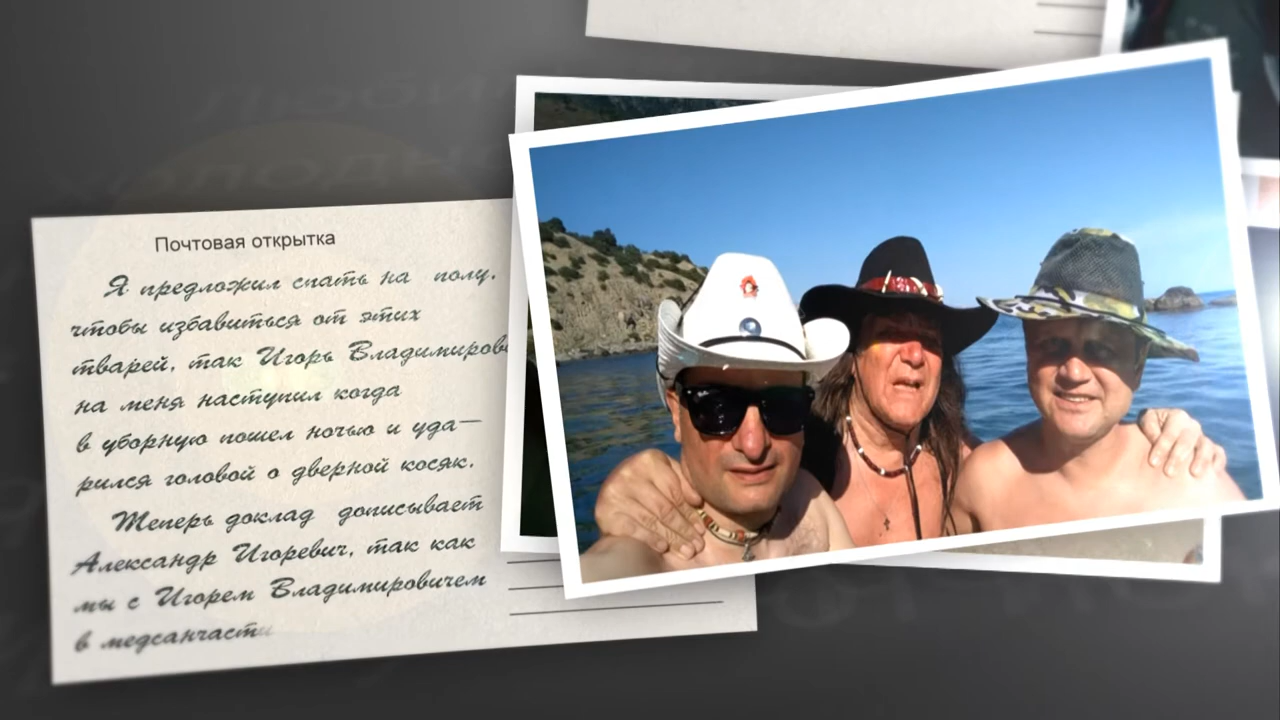 Почтовая открытка
Я предложил спать на полу,
чтобы избавиться от этих
тварей, так Игорь Владимирови
на меня наступил когда
в уборную пошел ночью и уда—
рился головой о дверной косяк.
Теперь доклад дописывает
Александр Игоревич, так как
мы с Игорем Владимировичем
в медсанчасти